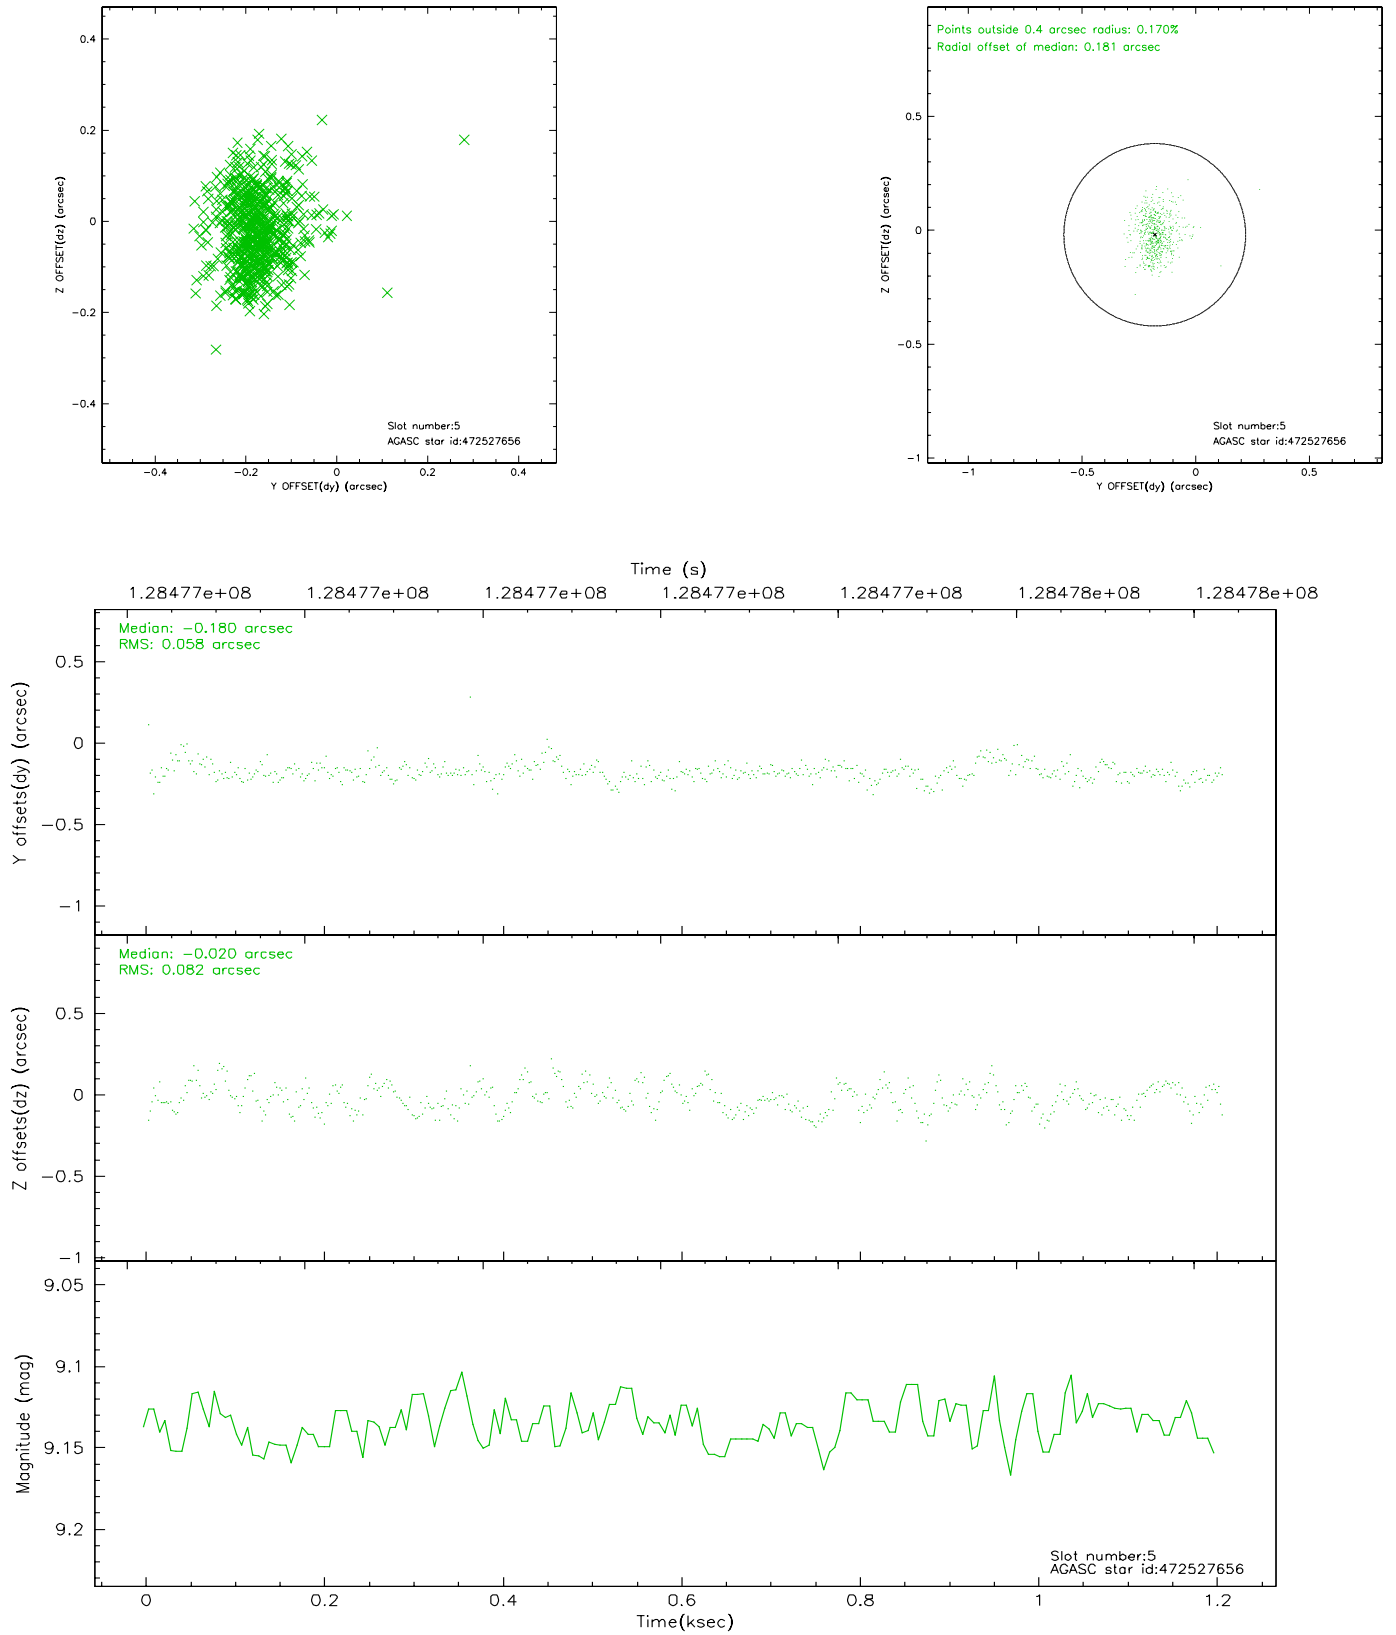 0.4
0.2
0
−0.2
−0.4
Z OFFSET(dz) (arcsec)
Slot number:5
AGASC star id:472527656
−0.4 −0.2 0 0.2 0.4
Y OFFSET(dy) (arcsec)
Points outside 0.4 arcsec radius: 0.170%
Radial offset of median: 0.181 arcsec
0.5
0
−0.5
−1
Z OFFSET(dz) (arcsec)
Slot number:5
AGASC star id:472527656
−1 −0.5 0 0.5
Y OFFSET(dy) (arcsec)
Time (s)
1.28477e+08 1.28477e+08 1.28477e+08 1.28477e+08 1.28477e+08 1.28478e+08 1.28478e+08
Median: −0.180 arcsec
RMS: 0.058 arcsec
0.5
0
−0.5
−1
Y offsets(dy) (arcsec)
Median: −0.020 arcsec
RMS: 0.082 arcsec
0.5
0
−0.5
−1
Z offsets(dz) (arcsec)
9.05
9.1
9.15
9.2
Magnitude (mag)
Slot number:5
AGASC star id:472527656
0 0.2 0.4 0.6 0.8 1 1.2
Time(ksec)